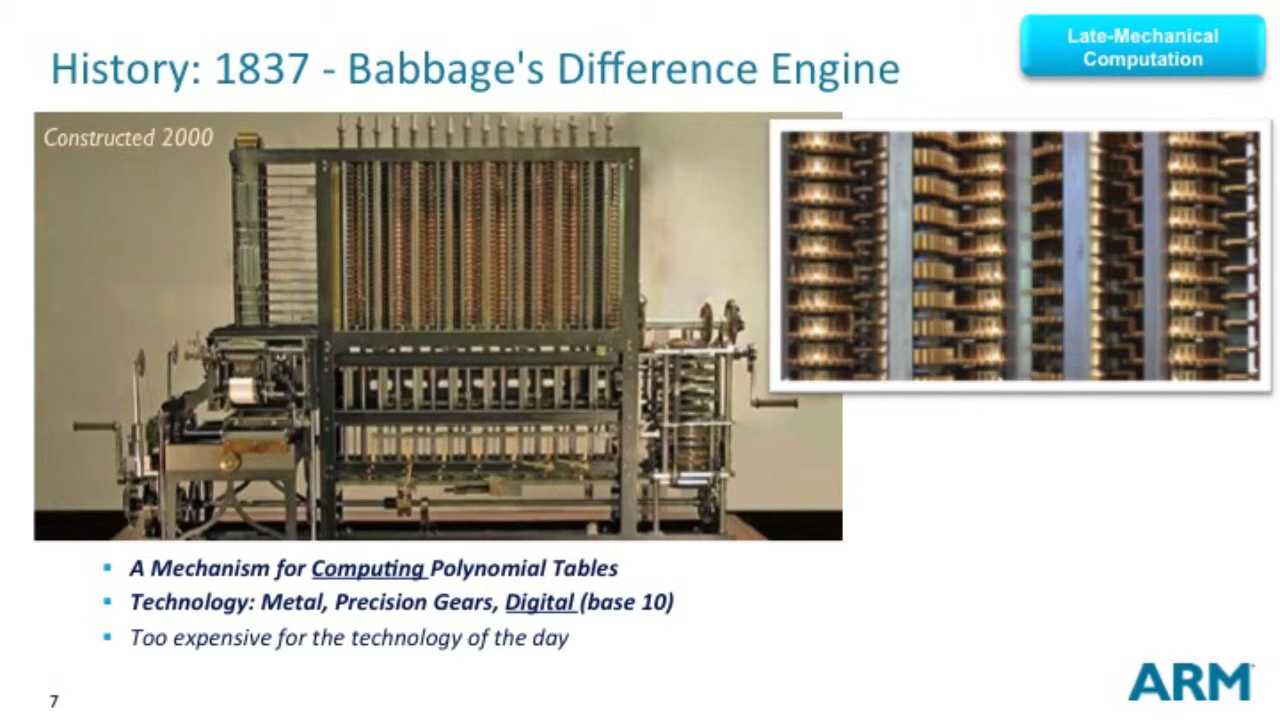 History: 1837 - Babbage's Difference Engine
Late-Mechanical
Computation
Constructed 2000
▪ A Mechanism for Computing Polynomial Tables
▪ Technology: Metal, Precision Gears, Digital (base 10)
▪ Too expensive for the technology of the day
7
ARM